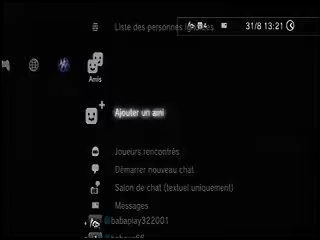 Liste des personnes ignorées
4
31/8 13:21
Amis
Ajouter un ami
Joueurs rencontrés
Démarrer nouveau chat
Salon de chat (textuel uniquement)
Messages
@babaplay322001